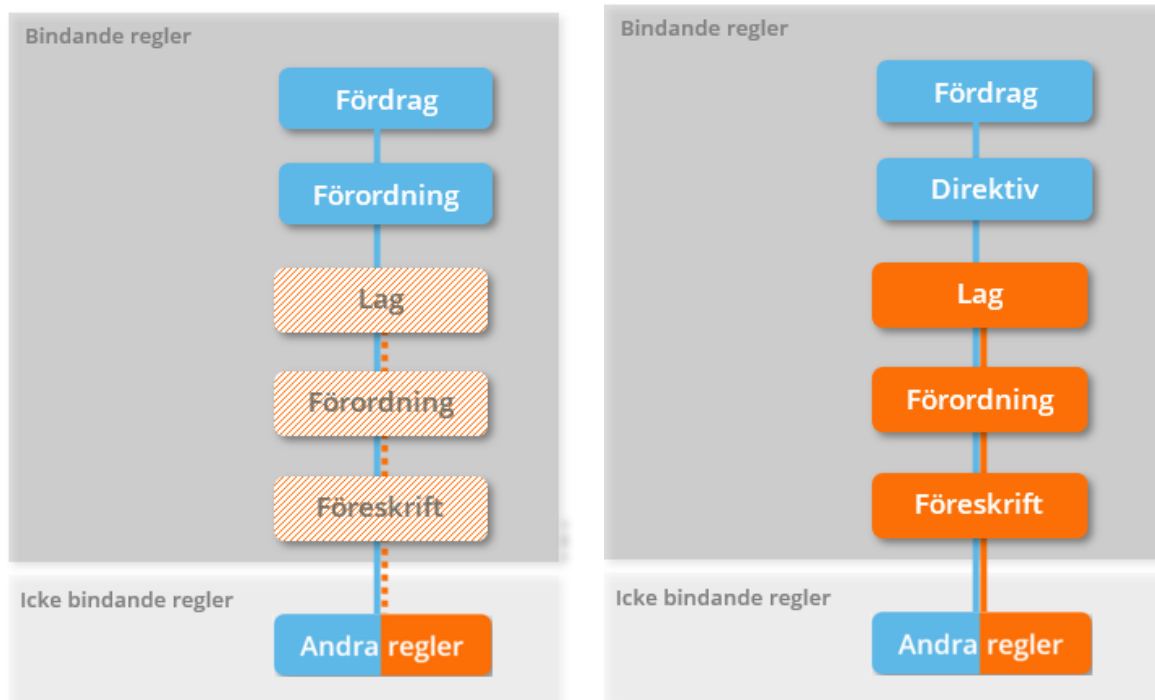 Bindande regler
Fördrag
Förordning
Lag
Förordning
Föreskrift
Icke bindande regler
Andra regler
Bindande regler
Fördrag
Direktiv
Lag
Förordning
Föreskrift
Icke bindande regler
Andra regler